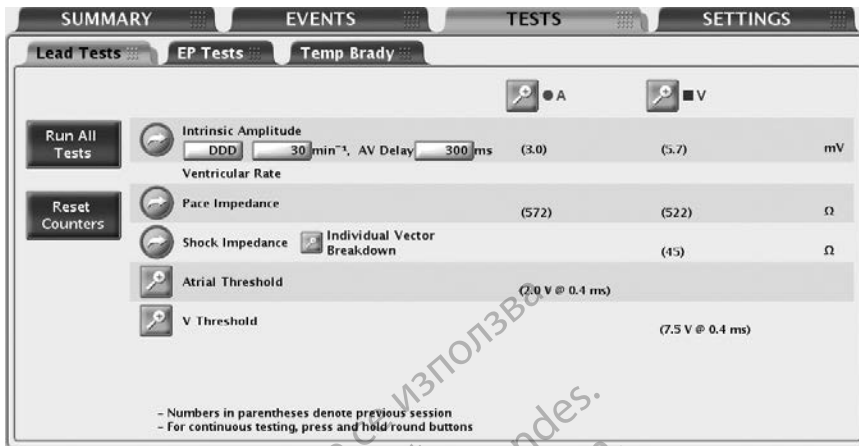 SUMMARY EVENTS TESTS SETTINGS
Lead Tests EP Tests Temp Brady
A V
Run All Tests
Intrinsic Amplitude
DDD 30 min⁻¹, AV Delay 300 ms (3.0) (5.7) mV
Ventricular Rate
Reset Counters
Pace Impedance (572) (522) Ω
Shock Impedance Individual Vector Breakdown (45) Ω
Atrial Threshold (2.0 V @ 0.4 ms)
V Threshold (7.5 V @ 0.4 ms)
- Numbers in parentheses denote previous session
- For continuous testing, press and hold round buttons
се използва